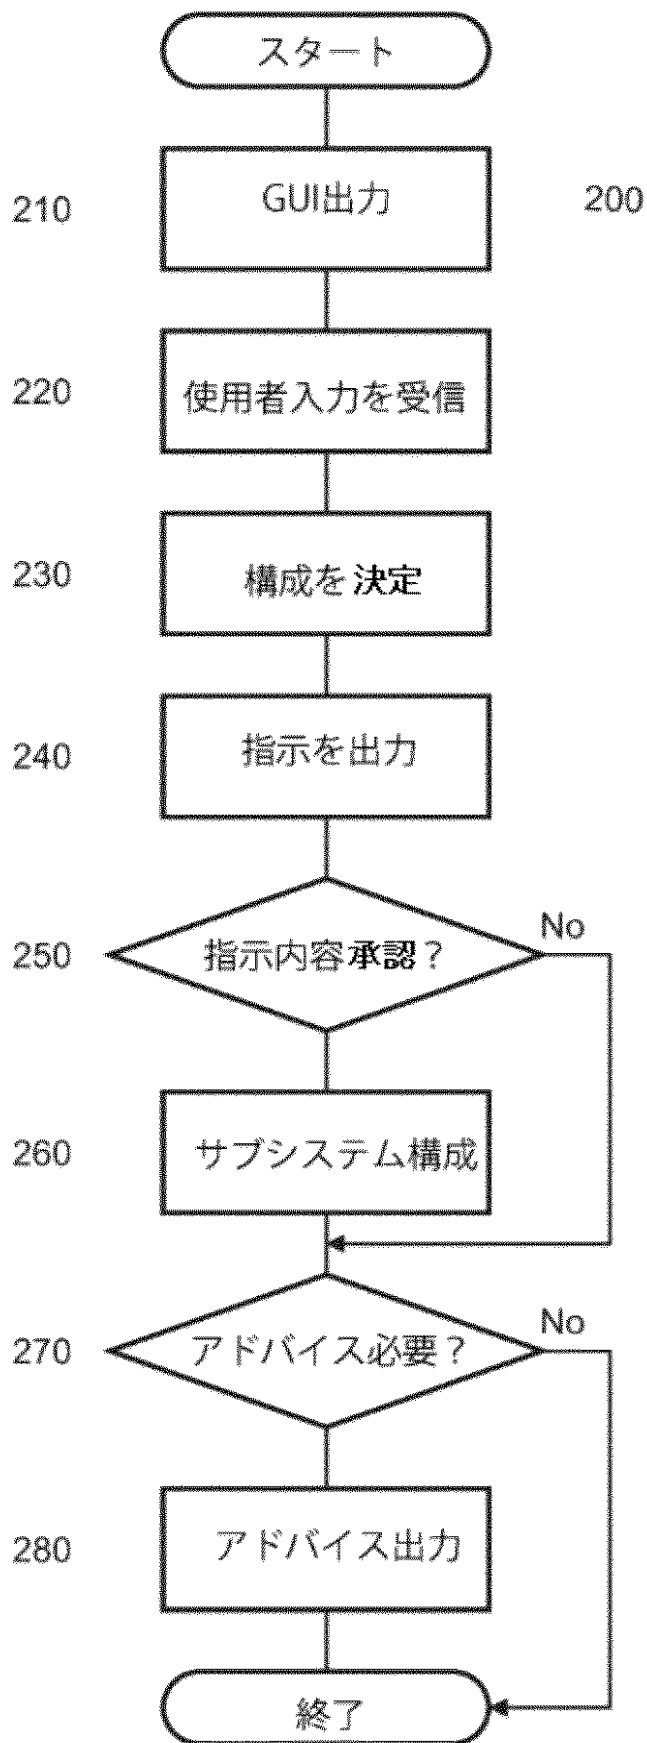 スタート
210
GUI出力
200
220
使用者入力を受信
230
構成を決定
240
指示を出力
250
指示内容承認？
No
260
サブシステム構成
270
アドバイス必要？
No
280
アドバイス出力
終了